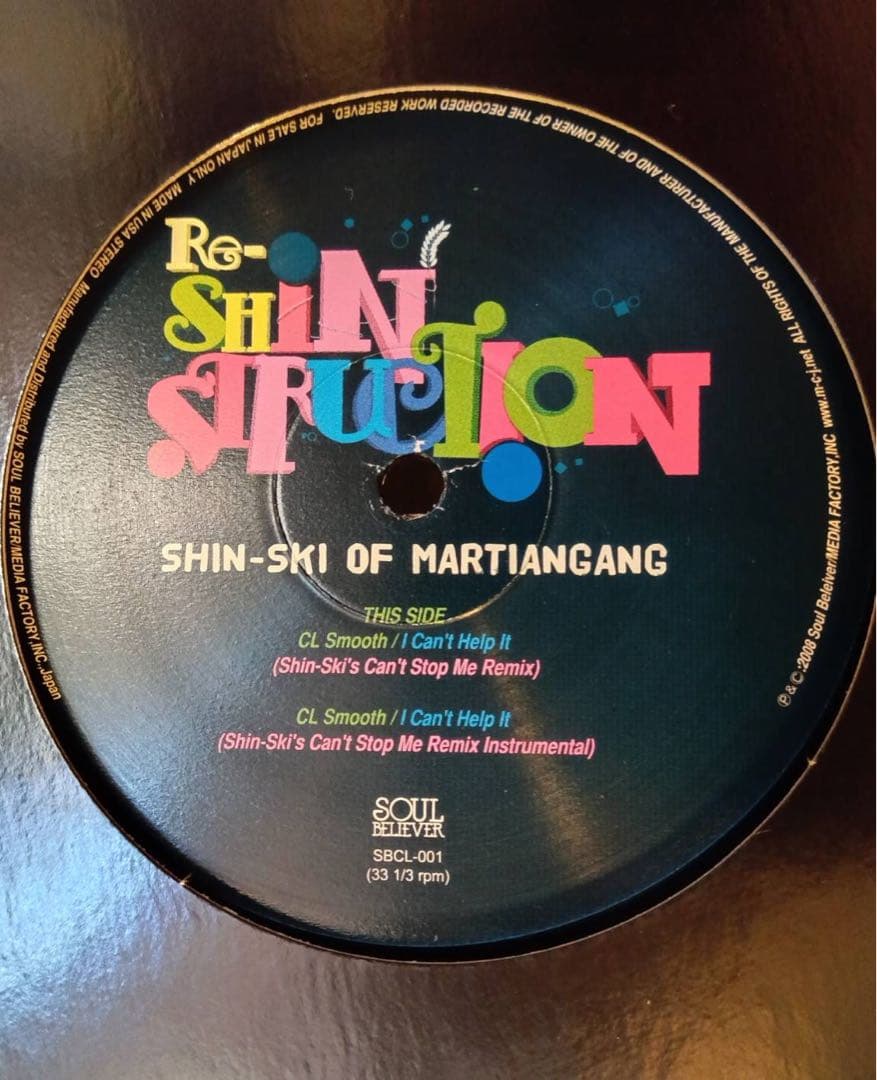 Re-
SHIN
STRUCTION
SHIN-SKI OF MARTIANGANG
THIS SIDE
CL Smooth / I Can't Help It
(Shin-Ski's Can't Stop Me Remix)
CL Smooth / I Can't Help It
(Shin-Ski's Can't Stop Me Remix Instrumental)
SOUL
BELIEVER
SBCL-001
(33 1/3 rpm)
℗ & © :2008 Soul Beleiver/MEDIA FACTORY,INC www.m-c-j.net ALL RIGHTS OF THE MANUFACTURER AND OF THE OWNER OF THE RECORDED WORK RESERVED. FOR SALE IN JAPAN ONLY MADE IN USA STEREO Manufactured and Distributed by SOUL BELIEVER/MEDIA FACTORY,INC.,Japan